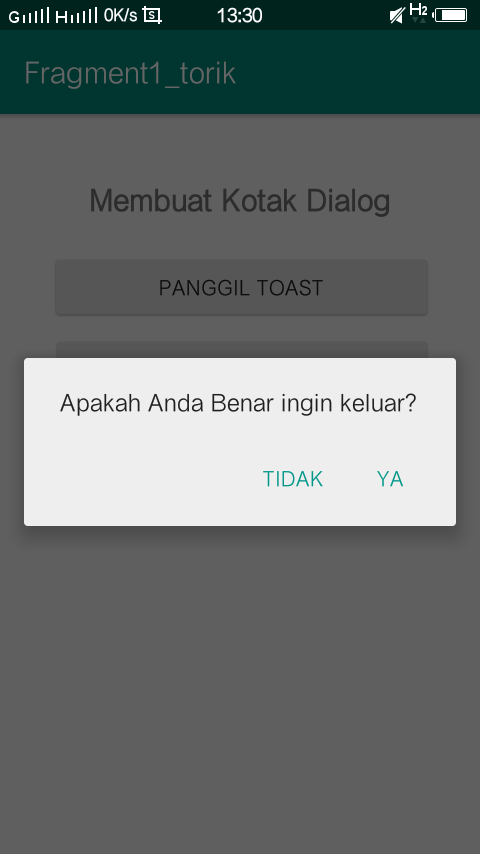 G H 0K/s S 13:30 H2
Fragment1_torik
Membuat Kotak Dialog
PANGGIL TOAST
Apakah Anda Benar ingin keluar?
TIDAK YA